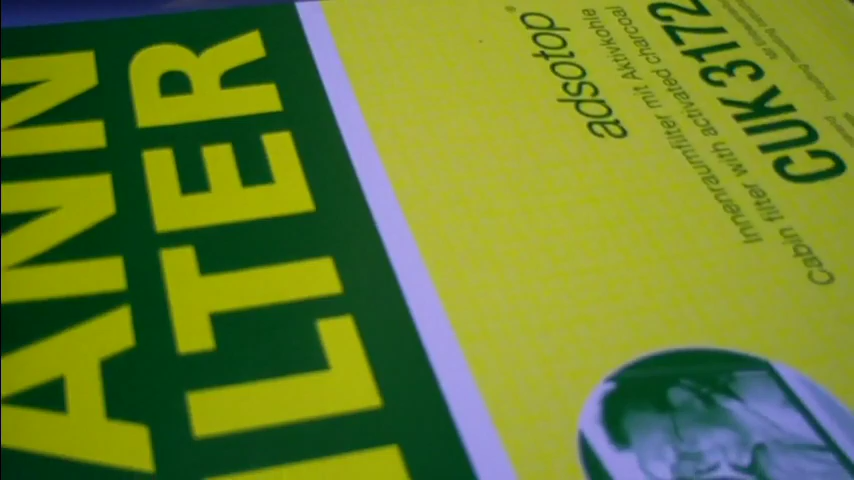 ANN
LTER
adsotop®
Innenraumfilter mit Aktivkohle
Cabin filter with activated charcoal
CUK 3172